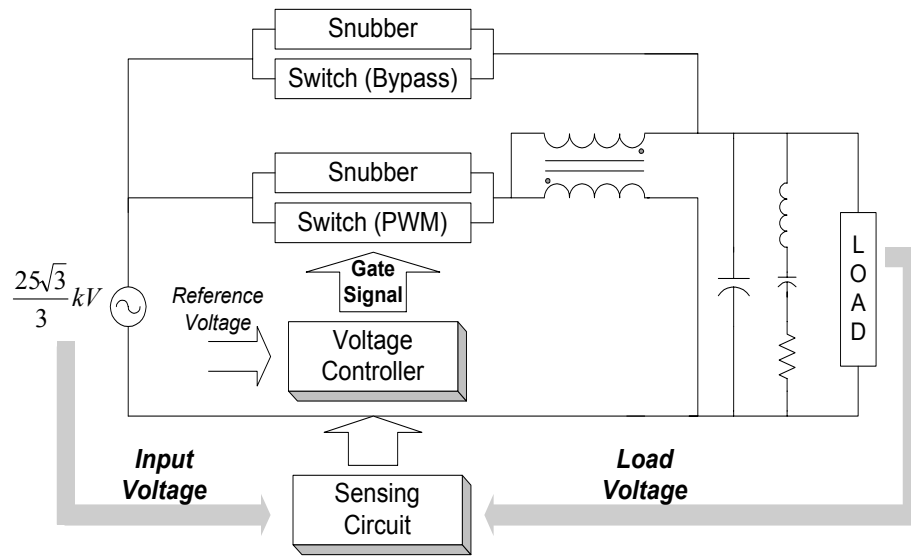 Snubber
Switch (Bypass)
Snubber
Switch (PWM)
Gate
Signal
25√3
3
kV
Reference
Voltage
Voltage
Controller
L
O
A
D
Input
Voltage
Sensing
Circuit
Load
Voltage